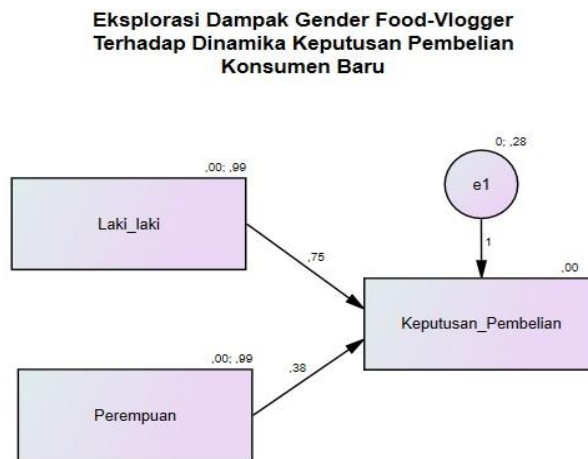 Eksplorasi Dampak Gender Food-Vlogger
Terhadap Dinamika Keputusan Pembelian
Konsumen Baru
0; ,28
e1
,00; ,99
Laki_laki
1
,75
,00
Keputusan_Pembelian
,00; ,99
,38
Perempuan